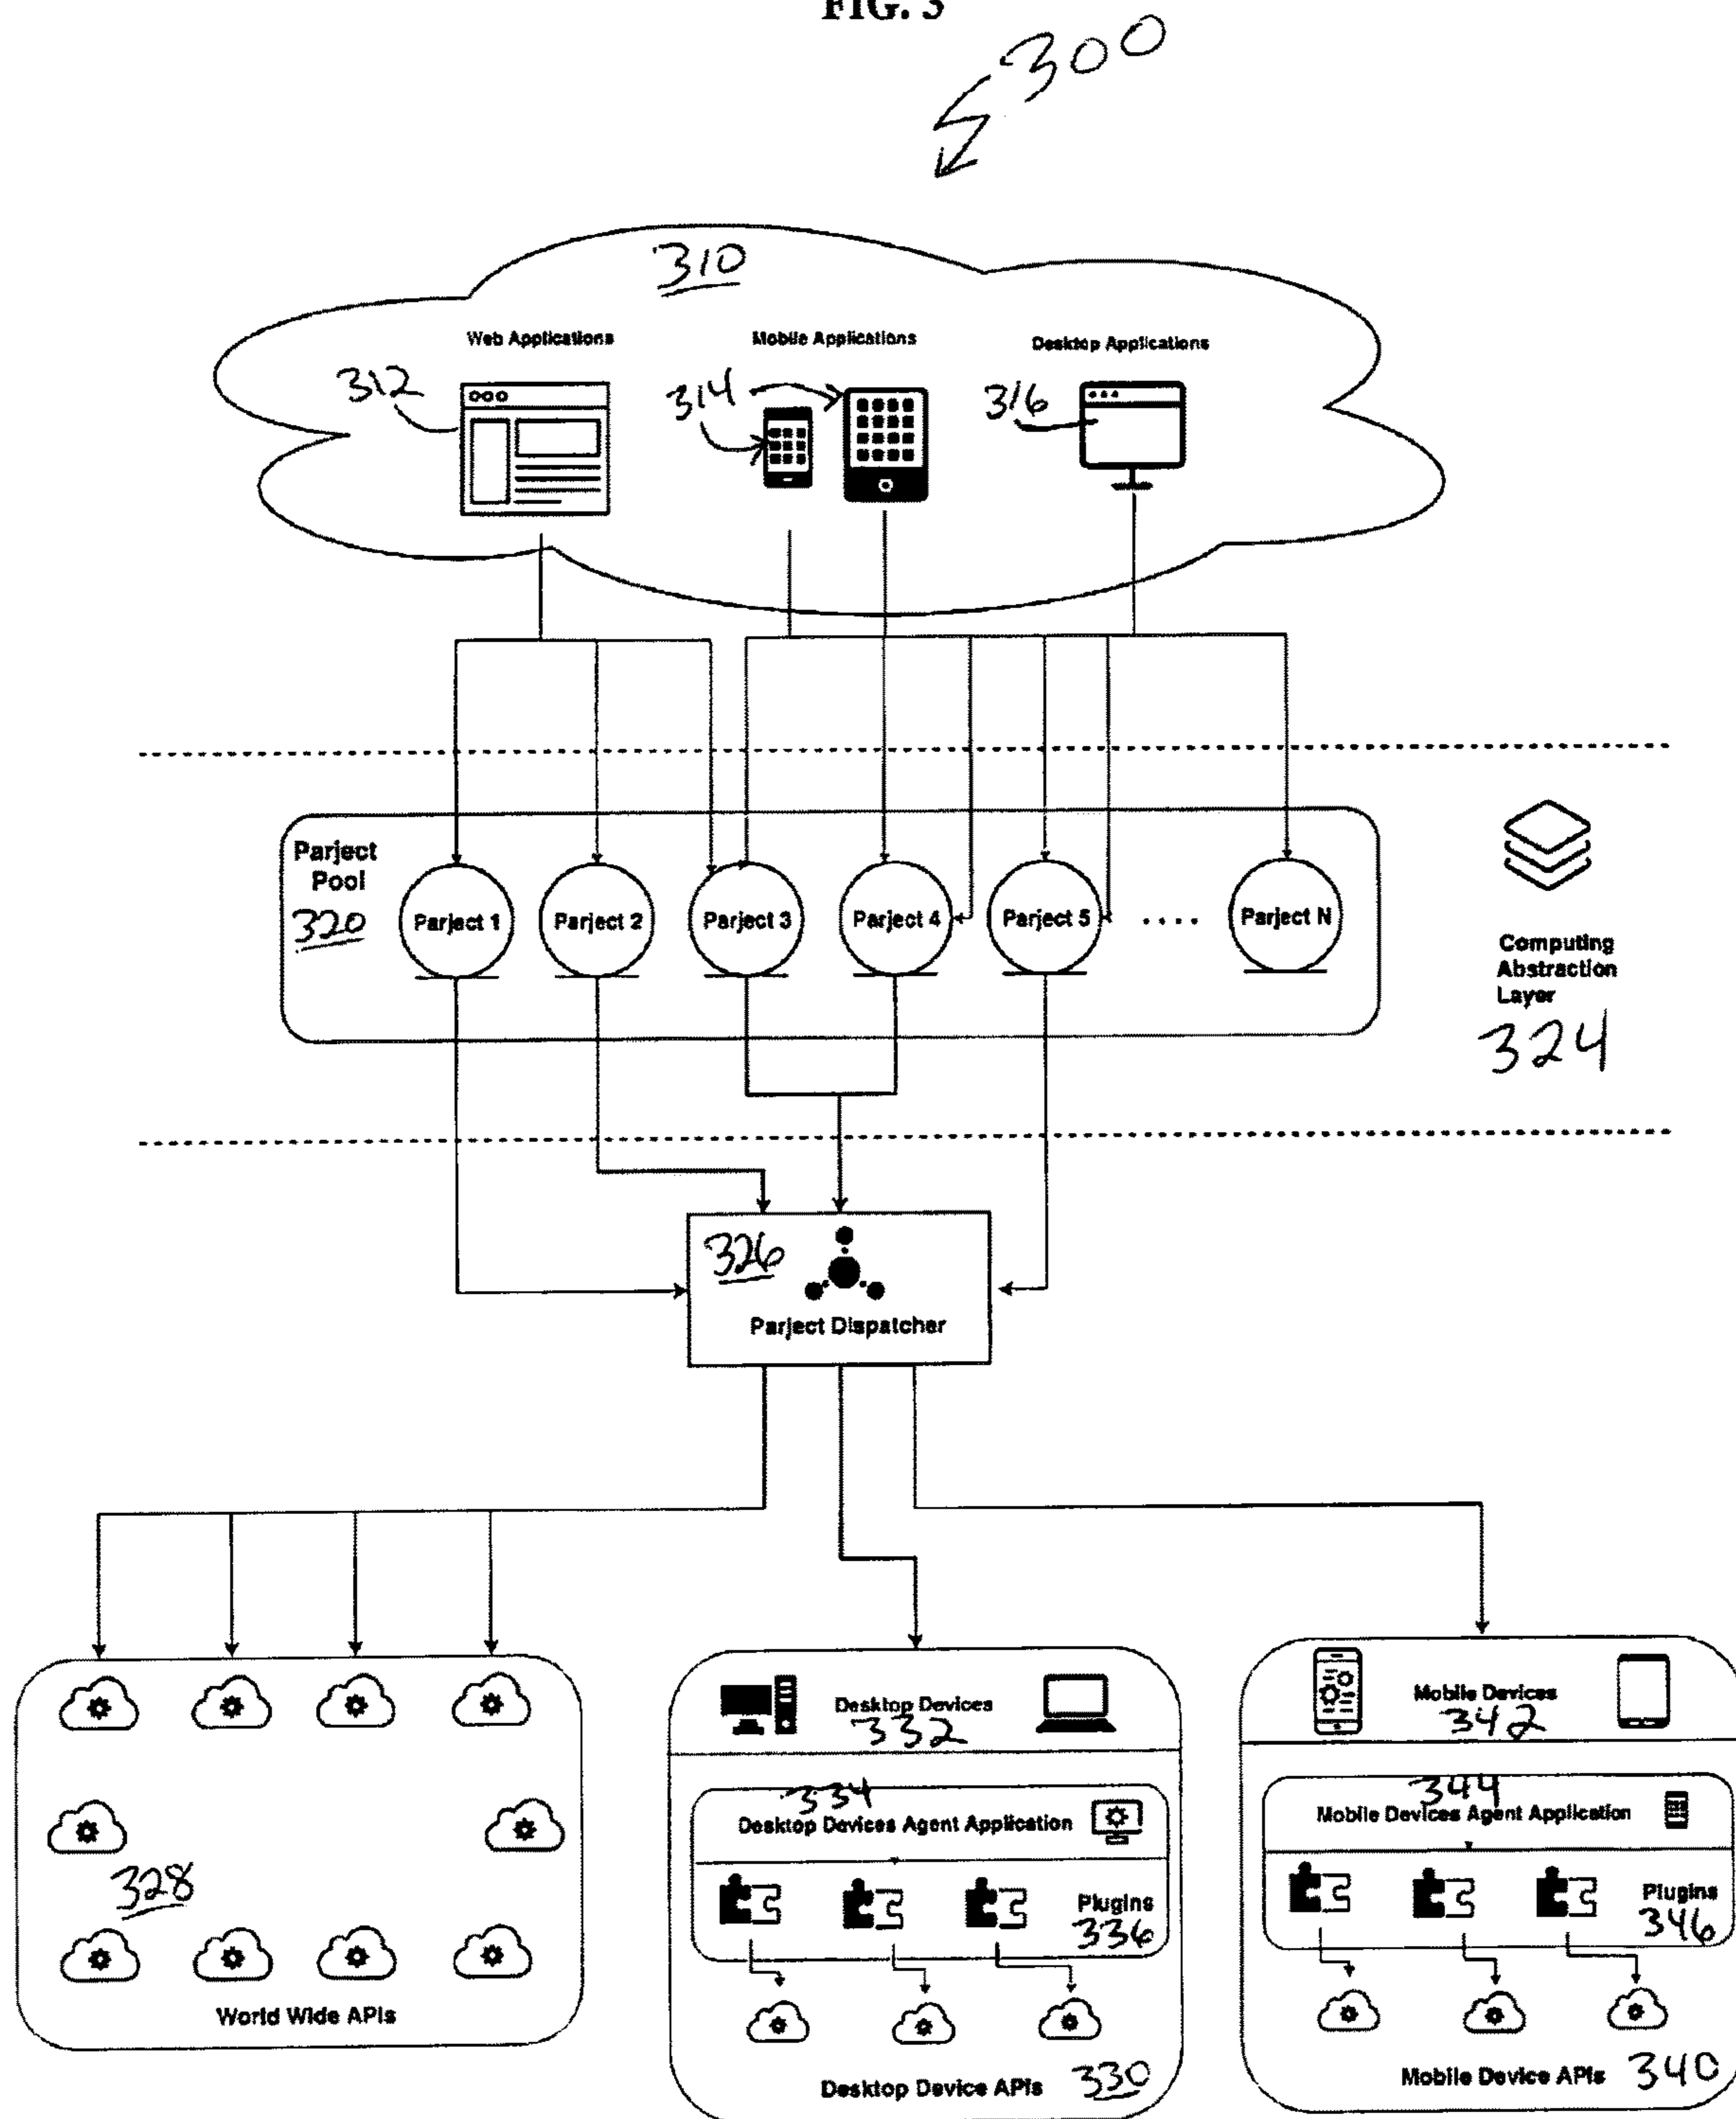 FIG. 3
300
310
Web Applications
Mobile Applications
Desktop Applications
312
314
316
Parject
Pool
320
Parject 1
Parject 2
Parject 3
Parject 4
Parject 5
. . . .
Parject N
Computing
Abstraction
Layer
324
326
Parject Dispatcher
328
World Wide APIs
Desktop Devices
332
334
Desktop Devices Agent Application
Plugins
336
Desktop Device APIs
330
Mobile Devices
342
344
Mobile Devices Agent Application
Plugins
346
Mobile Device APIs
340